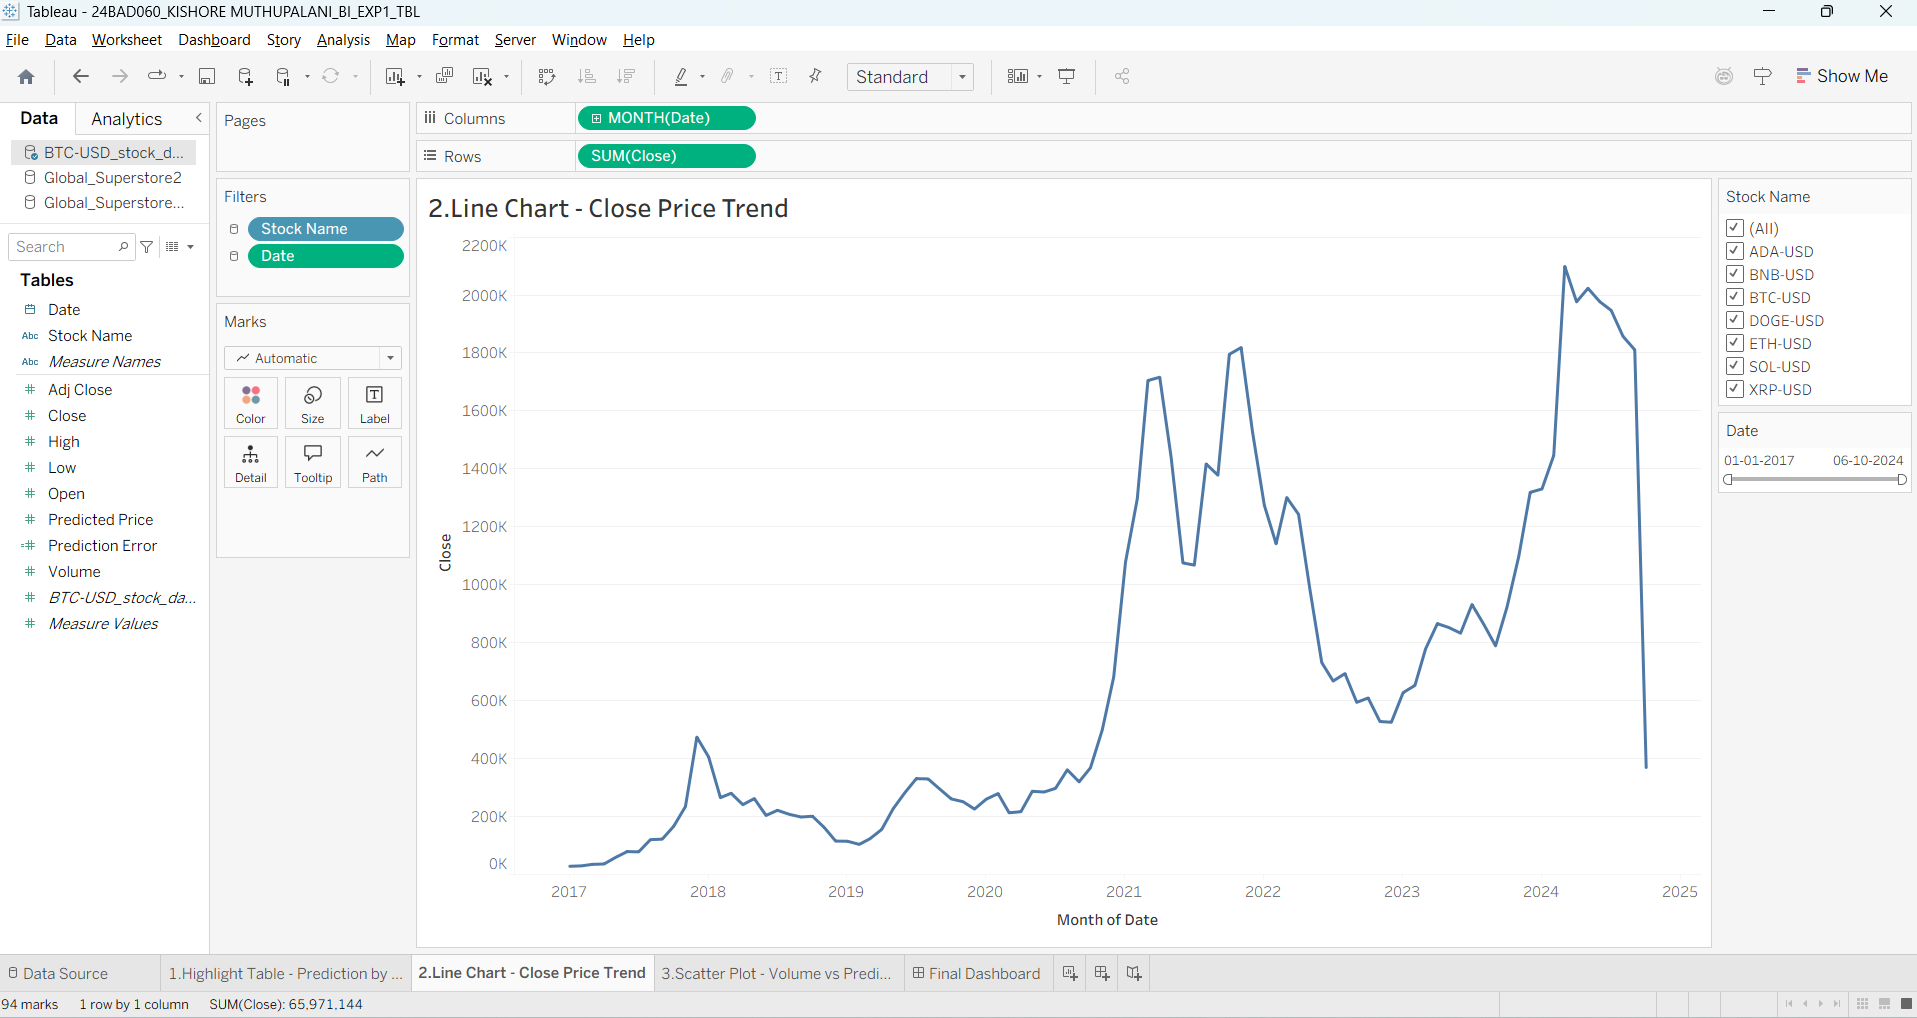 Tableau - 24BAD060_KISHORE MUTHUPALANI_BI_EXP1_TBL
File Data Worksheet Dashboard Story Analysis Map Format Server Window Help
Standard
Show Me
Data Analytics
BTC-USD_stock_d...
Global_Superstore2
Global_Superstore...
Search
Tables
Date
Abc Stock Name
Abc Measure Names
Adj Close
Close
High
Low
Open
Predicted Price
Prediction Error
Volume
BTC-USD_stock_da...
Measure Values
Pages
Filters
Stock Name
Date
Marks
Automatic
Color Size Label
Detail Tooltip Path
Columns MONTH(Date)
Rows SUM(Close)
2.Line Chart - Close Price Trend
2200K
2000K
1800K
1600K
1400K
1200K
1000K
800K
600K
400K
200K
0K
Close
2017 2018 2019 2020 2021 2022 2023 2024 2025
Month of Date
Stock Name
(All)
ADA-USD
BNB-USD
BTC-USD
DOGE-USD
ETH-USD
SOL-USD
XRP-USD
Date
01-01-2017 06-10-2024
Data Source 1.Highlight Table - Prediction by ... 2.Line Chart - Close Price Trend 3.Scatter Plot - Volume vs Predi... Final Dashboard
94 marks 1 row by 1 column SUM(Close): 65,971,144